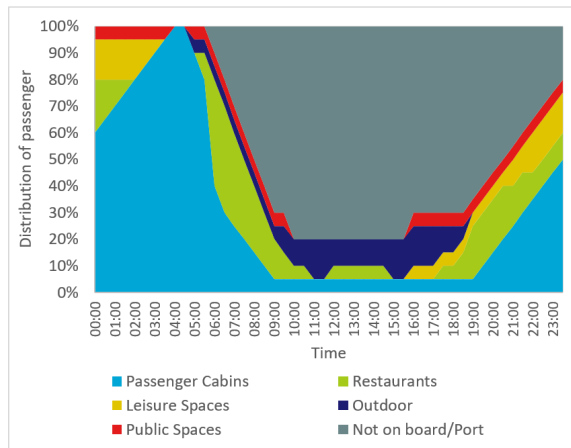 100%
90%
80%
70%
60%
50%
40%
30%
20%
10%
0%
Distribution of passenger
00:00 01:00 02:00 03:00 04:00 05:00 06:00 07:00 08:00 09:00 10:00 11:00 12:00 13:00 14:00 15:00 16:00 17:00 18:00 19:00 20:00 21:00 22:00 23:00
Time
Passenger Cabins Restaurants
Leisure Spaces Outdoor
Public Spaces Not on board/Port